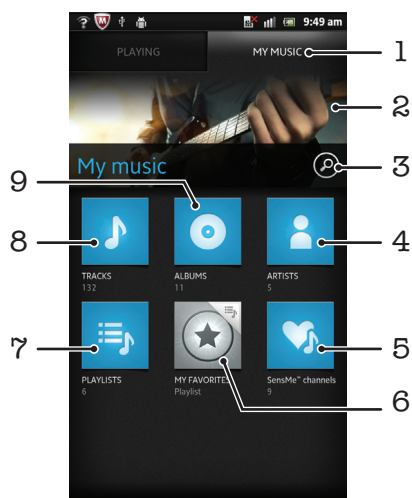 9:49 am
PLAYING MY MUSIC
1
2
My music
3
9
8
4
TRACKS ALBUMS ARTISTS
132 11 5
7
5
PLAYLISTS MY FAVORITES SensMe™ channels
6 Playlist 9
6